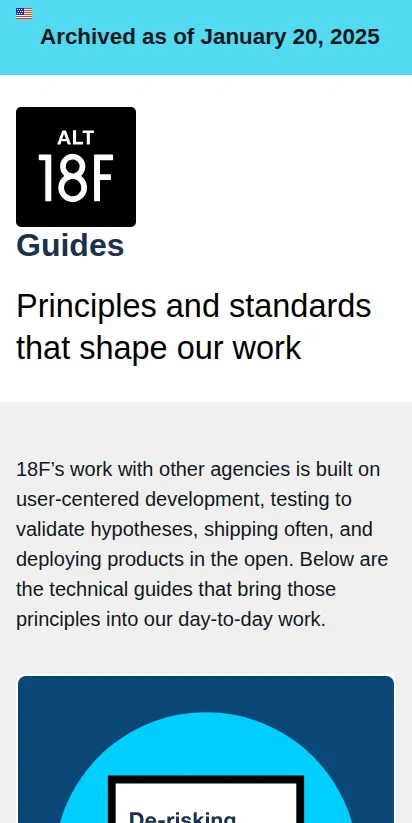 Archived as of January 20, 2025
ALT
18F
Guides
Principles and standards
that shape our work
18F’s work with other agencies is built on
user-centered development, testing to
validate hypotheses, shipping often, and
deploying products in the open. Below are
the technical guides that bring those
principles into our day-to-day work.
De-risking